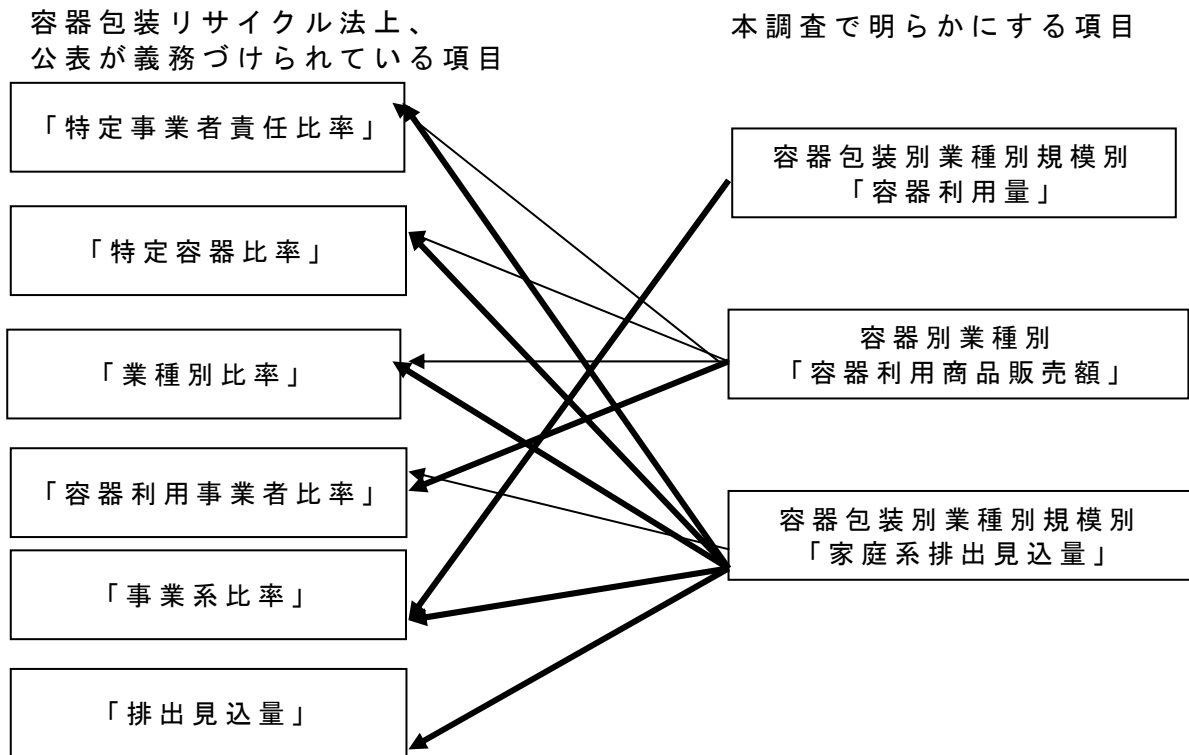 容器包装リサイクル法上、
公表が義務づけられている項目
「特定事業者責任比率」
「特定容器比率」
「業種別比率」
「容器利用事業者比率」
「事業系比率」
「排出見込量」
本調査で明らかにする項目
容器包装別業種別規模別
「容器利用量」
容器別業種別
「容器利用商品販売額」
容器包装別業種別規模別
「家庭系排出見込量」